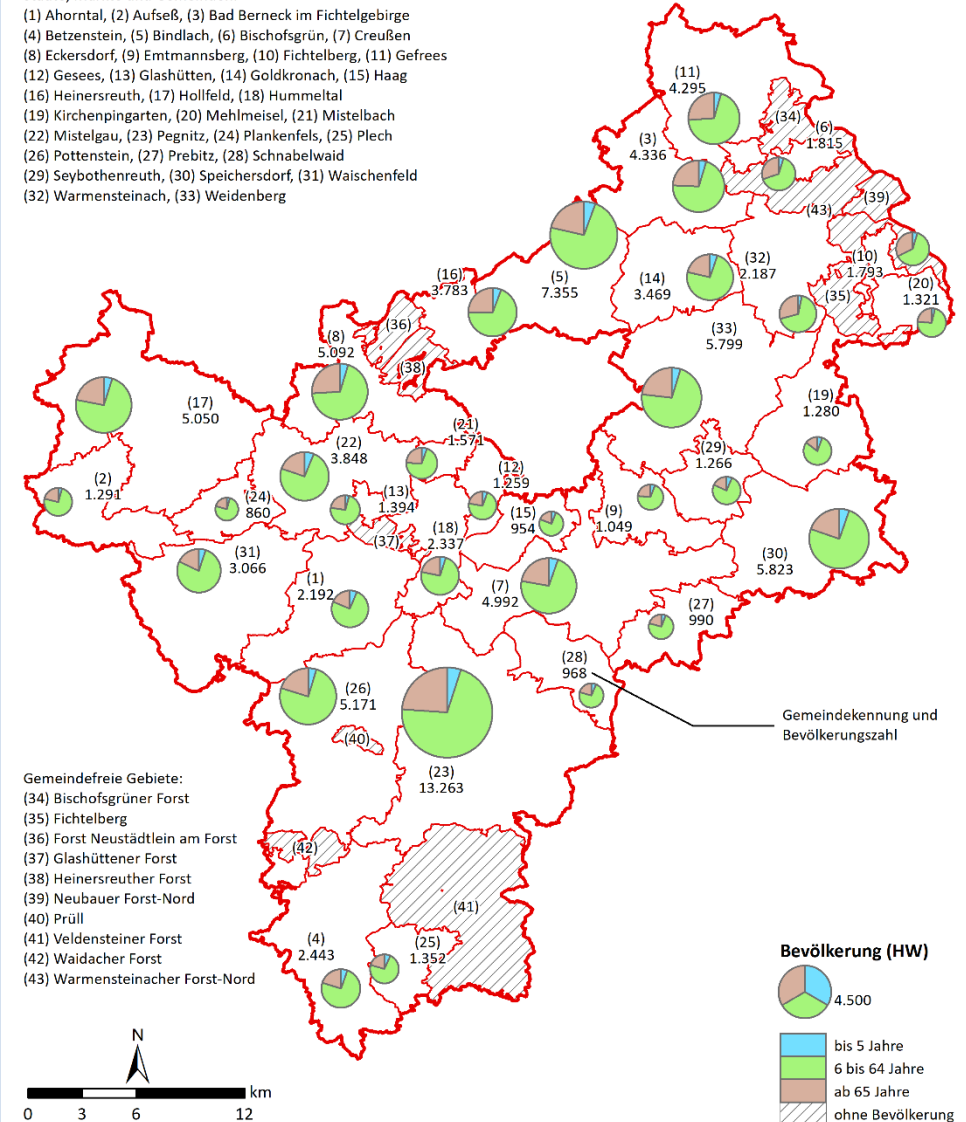 (1) Ahorntal, (2) Aufseß, (3) Bad Berneck im Fichtelgebirge
(4) Betzenstein, (5) Bindlach, (6) Bischofsgrün, (7) Creußen
(8) Eckersdorf, (9) Emtmannsberg, (10) Fichtelberg, (11) Gefrees
(12) Gesees, (13) Glashütten, (14) Goldkronach, (15) Haag
(16) Heinersreuth, (17) Hollfeld, (18) Hummeltal
(19) Kirchenpingarten, (20) Mehlmeisel, (21) Mistelbach
(22) Mistelgau, (23) Pegnitz, (24) Plankenfels, (25) Plech
(26) Pottenstein, (27) Prebitz, (28) Schnabelwaid
(29) Seybothenreuth, (30) Speichersdorf, (31) Waischenfeld
(32) Warmensteinach, (33) Weidenberg
(11)
4.295
(34)
(6)
1.815
(3)
4.336
(39)
(43)
(10)
1.793
(20)
1.321
(32)
2.187
(35)
(14)
3.469
(5)
7.355
(16)
3.783
(33)
5.799
(36)
(8)
5.092
(38)
(17)
5.050
(19)
1.280
(21)
1.571
(22)
3.848
(29)
1.266
(12)
1.259
(2)
1.291
(24)
860
(13)
1.394
(15)
954
(9)
1.049
(18)
2.337
(37)
(31)
3.066
(30)
5.823
(1)
2.192
(7)
4.992
(27)
990
(28)
968
(26)
5.171
(40)
(23)
13.263
Gemeindekennung und
Bevölkerungszahl
Gemeindefreie Gebiete:
(34) Bischofsgrüner Forst
(35) Fichtelberg
(36) Forst Neustädtlein am Forst
(37) Glashüttener Forst
(38) Heinersreuther Forst
(39) Neubauer Forst-Nord
(40) Prüll
(41) Veldensteiner Forst
(42) Waidacher Forst
(43) Warmensteinacher Forst-Nord
(42)
(41)
(4)
2.443
(25)
1.352
Bevölkerung (HW)
4.500
bis 5 Jahre
6 bis 64 Jahre
ab 65 Jahre
ohne Bevölkerung
N
km
0 3 6 12